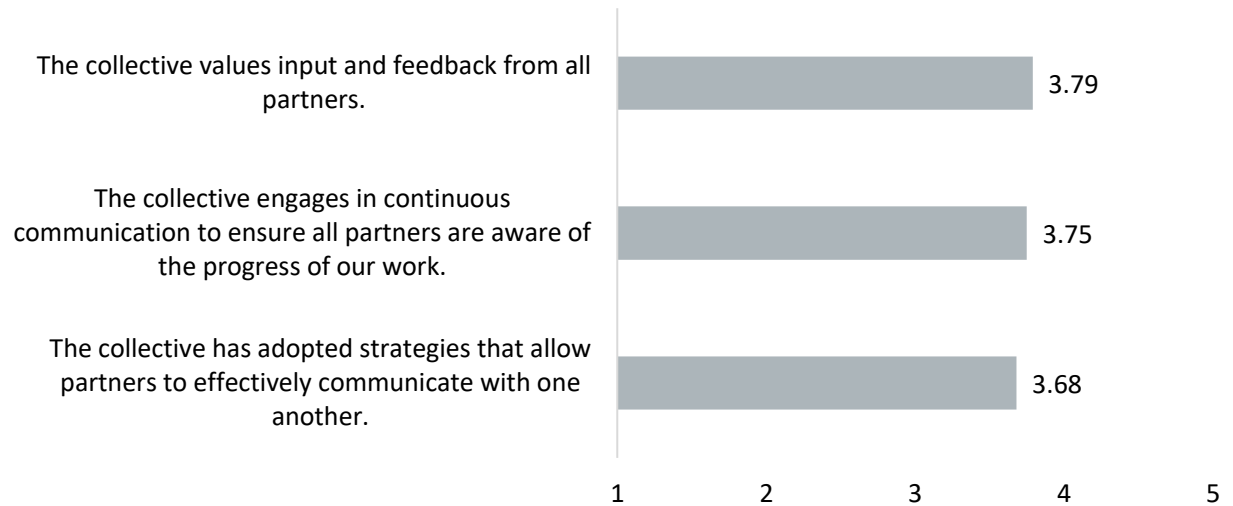 The collective values input and feedback from all
partners.
3.79
The collective engages in continuous
communication to ensure all partners are aware of
the progress of our work.
3.75
The collective has adopted strategies that allow
partners to effectively communicate with one
another.
3.68
1 2 3 4 5